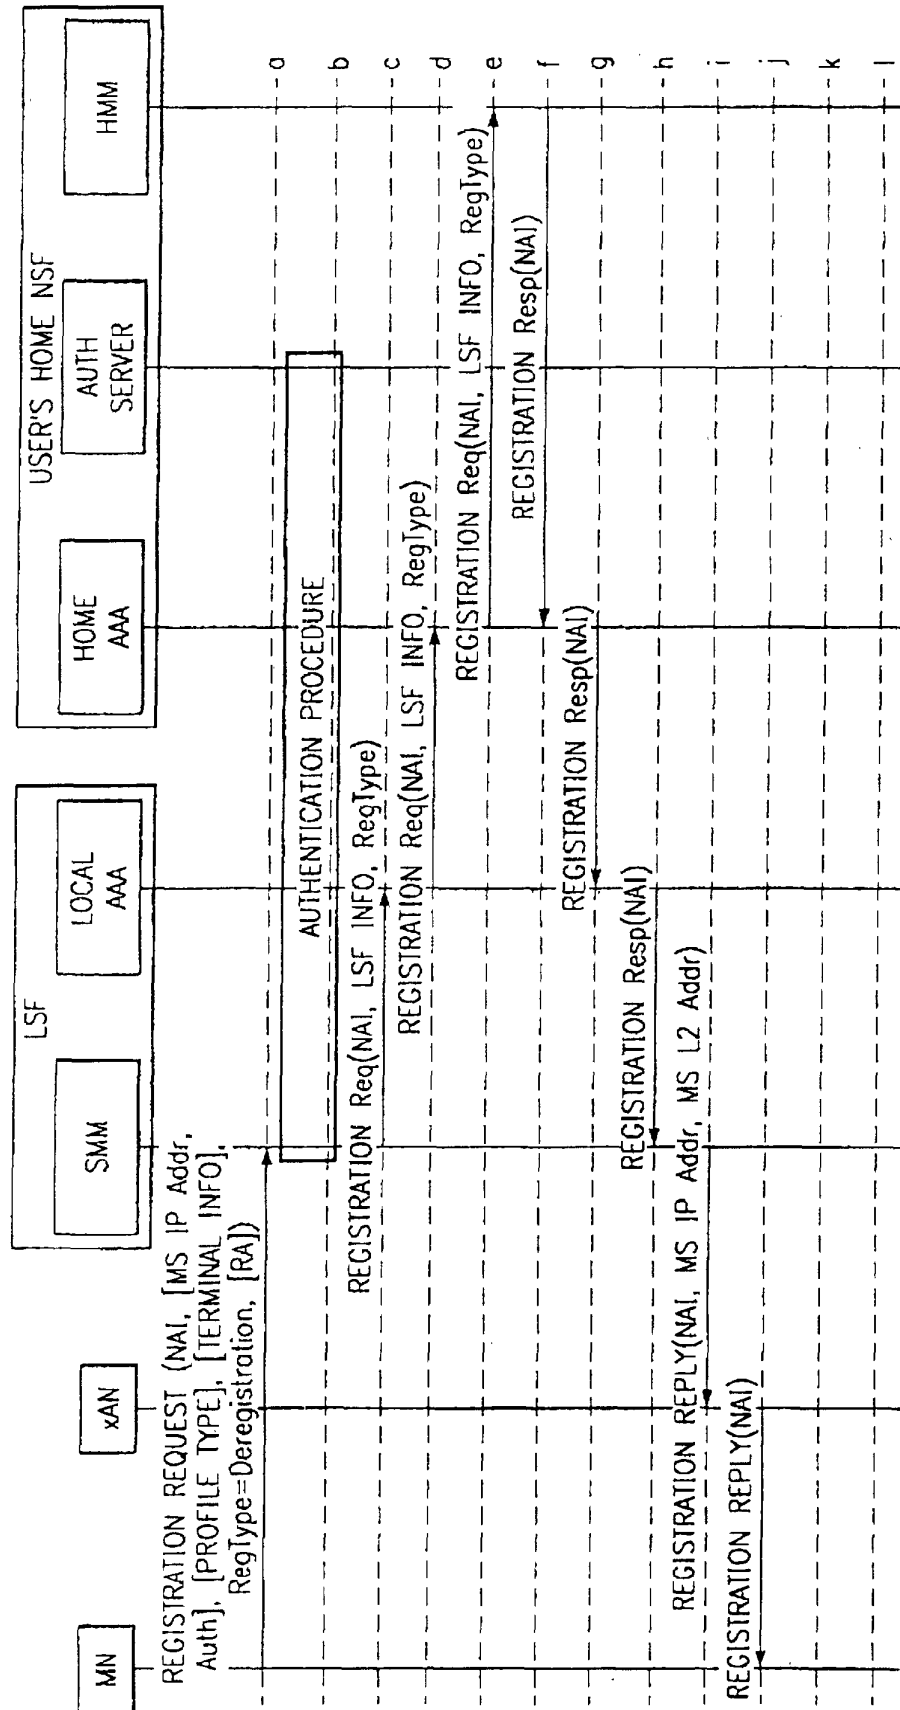 MN
xAN
LSF
SMM
LOCAL
AAA
USER'S HOME NSF
HOME
AAA
AUTH
SERVER
HMM
REGISTRATION REQUEST (NAI, [MS IP Addr,
Auth], [PROFILE TYPE], [TERMINAL INFO],
RegType=Deregistration, [RA])
a
AUTHENTICATION PROCEDURE
b
REGISTRATION Req(NAI, LSF INFO, RegType)
c
REGISTRATION Req(NAI, LSF INFO, RegType)
d
REGISTRATION Req(NAI, LSF INFO, RegType)
e
REGISTRATION Resp(NAI)
f
REGISTRATION Resp(NAI)
g
REGISTRATION Resp(NAI)
h
REGISTRATION REPLY(NAI, MS IP Addr, MS L2 Addr)
i
REGISTRATION REPLY(NAI)
j
k
l